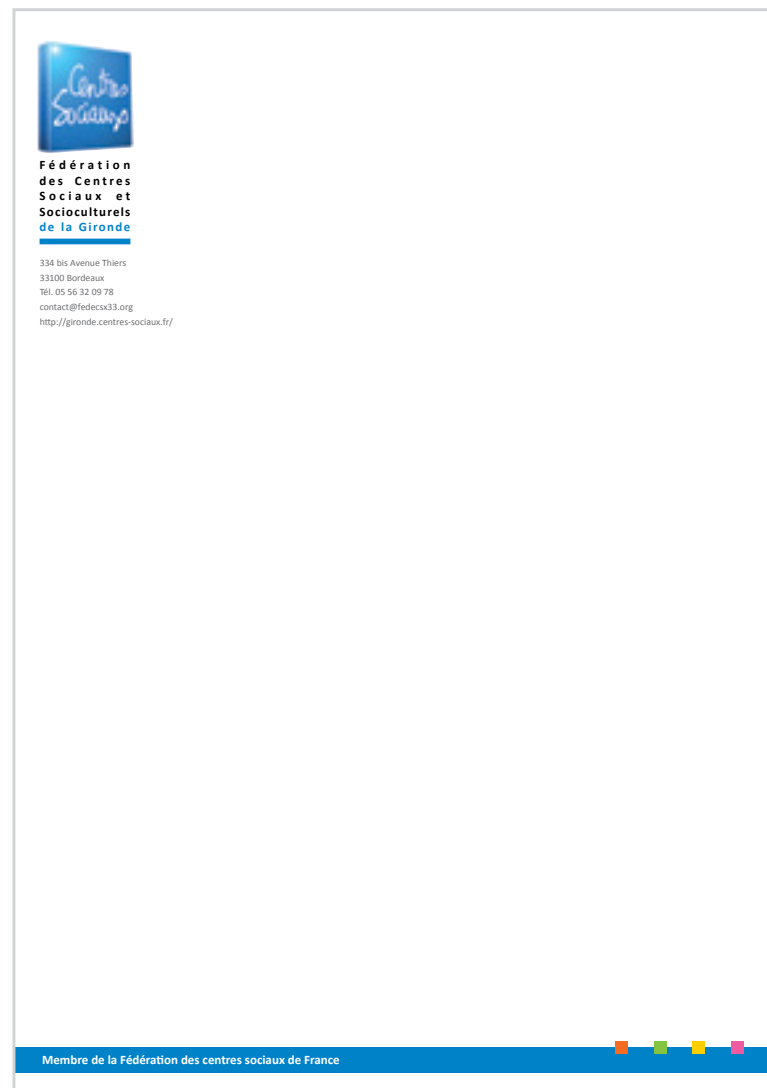 Centres
Sociaux
Fédération
des Centres
Sociaux et
Socioculturels
de la Gironde
334 bis Avenue Thiers
33100 Bordeaux
Tél. 05 56 32 09 78
contact@fedecsx33.org
http://gironde.centres-sociaux.fr/
Membre de la Fédération des centres sociaux de France